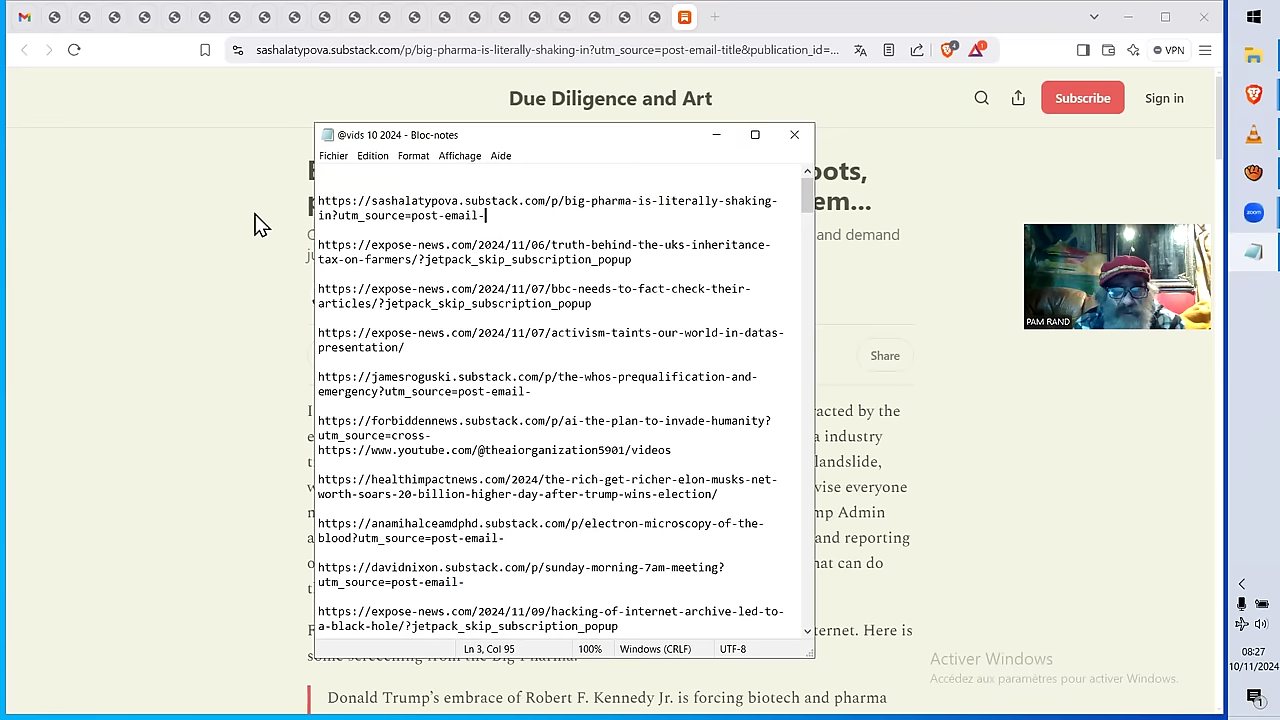 sashalatypova.substack.com/p/big-pharma-is-literally-shaking-in?utm_source=post-email-title&publication_id=...
VPN
Due Diligence and Art
Subscribe
Sign in
@vids 10 2024 - Bloc-notes
Fichier Edition Format Affichage Aide
oots,
em...
and demand
https://sashalatypova.substack.com/p/big-pharma-is-literally-shaking-
in?utm_source=post-email-
https://expose-news.com/2024/11/06/truth-behind-the-uks-inheritance-
tax-on-farmers/?jetpack_skip_subscription_popup
https://expose-news.com/2024/11/07/bbc-needs-to-fact-check-their-
articles/?jetpack_skip_subscription_popup
https://expose-news.com/2024/11/07/activism-taints-our-world-in-datas-
presentation/
https://jamesroguski.substack.com/p/the-whos-prequalification-and-
emergency?utm_source=post-email-
https://forbiddennews.substack.com/p/ai-the-plan-to-invade-humanity?
utm_source=cross-
https://www.youtube.com/@theaiorganization5901/videos
https://healthimpactnews.com/2024/the-rich-get-richer-elon-musks-net-
worth-soars-20-billion-higher-day-after-trump-wins-election/
https://anamihalceamdphd.substack.com/p/electron-microscopy-of-the-
blood?utm_source=post-email-
https://davidnixon.substack.com/p/sunday-morning-7am-meeting?
utm_source=post-email-
https://expose-news.com/2024/11/09/hacking-of-internet-archive-led-to-
a-black-hole/?jetpack_skip_subscription_popup
Ln 3, Col 95 100% Windows (CRLF) UTF-8
Share
racted by the
a industry
landslide,
vise everyone
mp Admin
and reporting
hat can do
ternet. Here is
Donald Trump's embrace of Robert F. Kennedy Jr. is forcing biotech and pharma
PAM RAND
zoom
Activer Windows
Accédez aux paramètres pour activer Windows.
08:27
10/11/2024